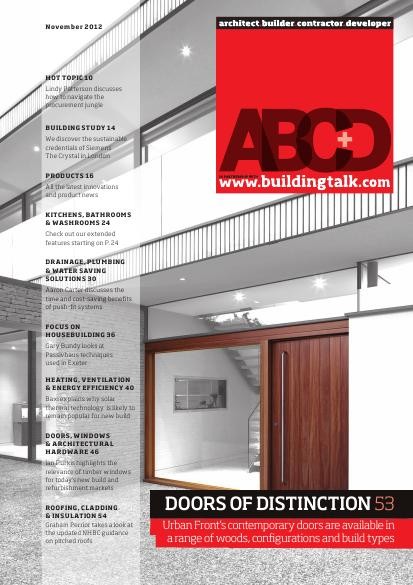 November 2012
architect builder contractor developer
ABC+D
www.buildingtalk.com
HOT TOPIC 10
Lindy Patterson discusses
how to navigate the
procurement jungle
BUILDING STUDY 14
We discover the sustainable
credentials of Siemens'
The Crystal in London
PRODUCTS 16
All the latest innovations
and product news
KITCHENS, BATHROOMS
& WASHROOMS 24
Check out our extended
features starting on P.24
DRAINAGE, PLUMBING
& WATER SAVING
SOLUTIONS 30
Aaron Carter discusses the
time and cost-saving benefits
of push-fit systems
FOCUS ON
HOUSEBUILDING 36
Gary Bundy looks at
Passivhaus techniques
used in Exeter
HEATING, VENTILATION
& ENERGY EFFICIENCY 40
Baxi explains why solar
thermal technology is likely to
remain popular for new build
DOORS, WINDOWS
& ARCHITECTURAL
HARDWARE 46
Ian Purkis highlights the
relevance of timber windows
for today's new build and
refurbishment markets
ROOFING, CLADDING
& INSULATION 54
Graham Perrior takes a look at
the updated NHBC guidance
on pitched roofs
DOORS OF DISTINCTION 53
Urban Front's contemporary doors are available in
a range of woods, configurations and build types